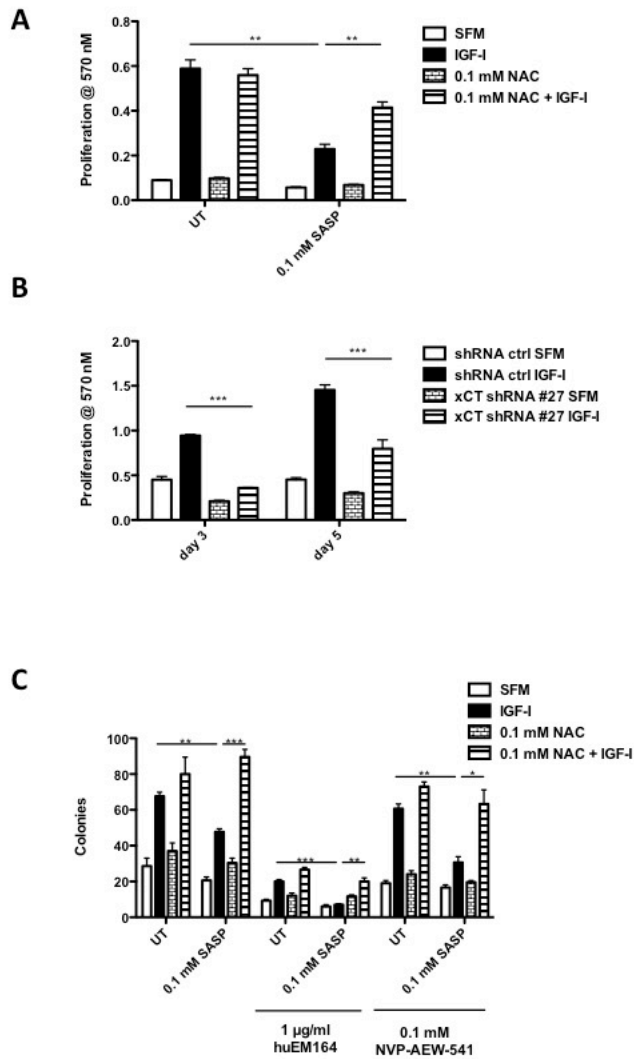 A
SFM
IGF-I
0.1 mM NAC
0.1 mM NAC + IGF-I
** **
Proliferation @ 570 nM
0.8
0.6
0.4
0.2
0.0
UT
0.1 mM SASP
B
shRNA ctrl SFM
shRNA ctrl IGF-I
xCT shRNA #27 SFM
xCT shRNA #27 IGF-I
*** ***
Proliferation @ 570 nM
2.0
1.5
1.0
0.5
0.0
day 3
day 5
C
SFM
IGF-I
0.1 mM NAC
0.1 mM NAC + IGF-I
** *** *** ** ** *
Colonies
100
80
60
40
20
0
UT
0.1 mM SASP
UT
0.1 mM SASP
UT
0.1 mM SASP
1 µg/ml
huEM164
0.1 mM
NVP-AEW-541